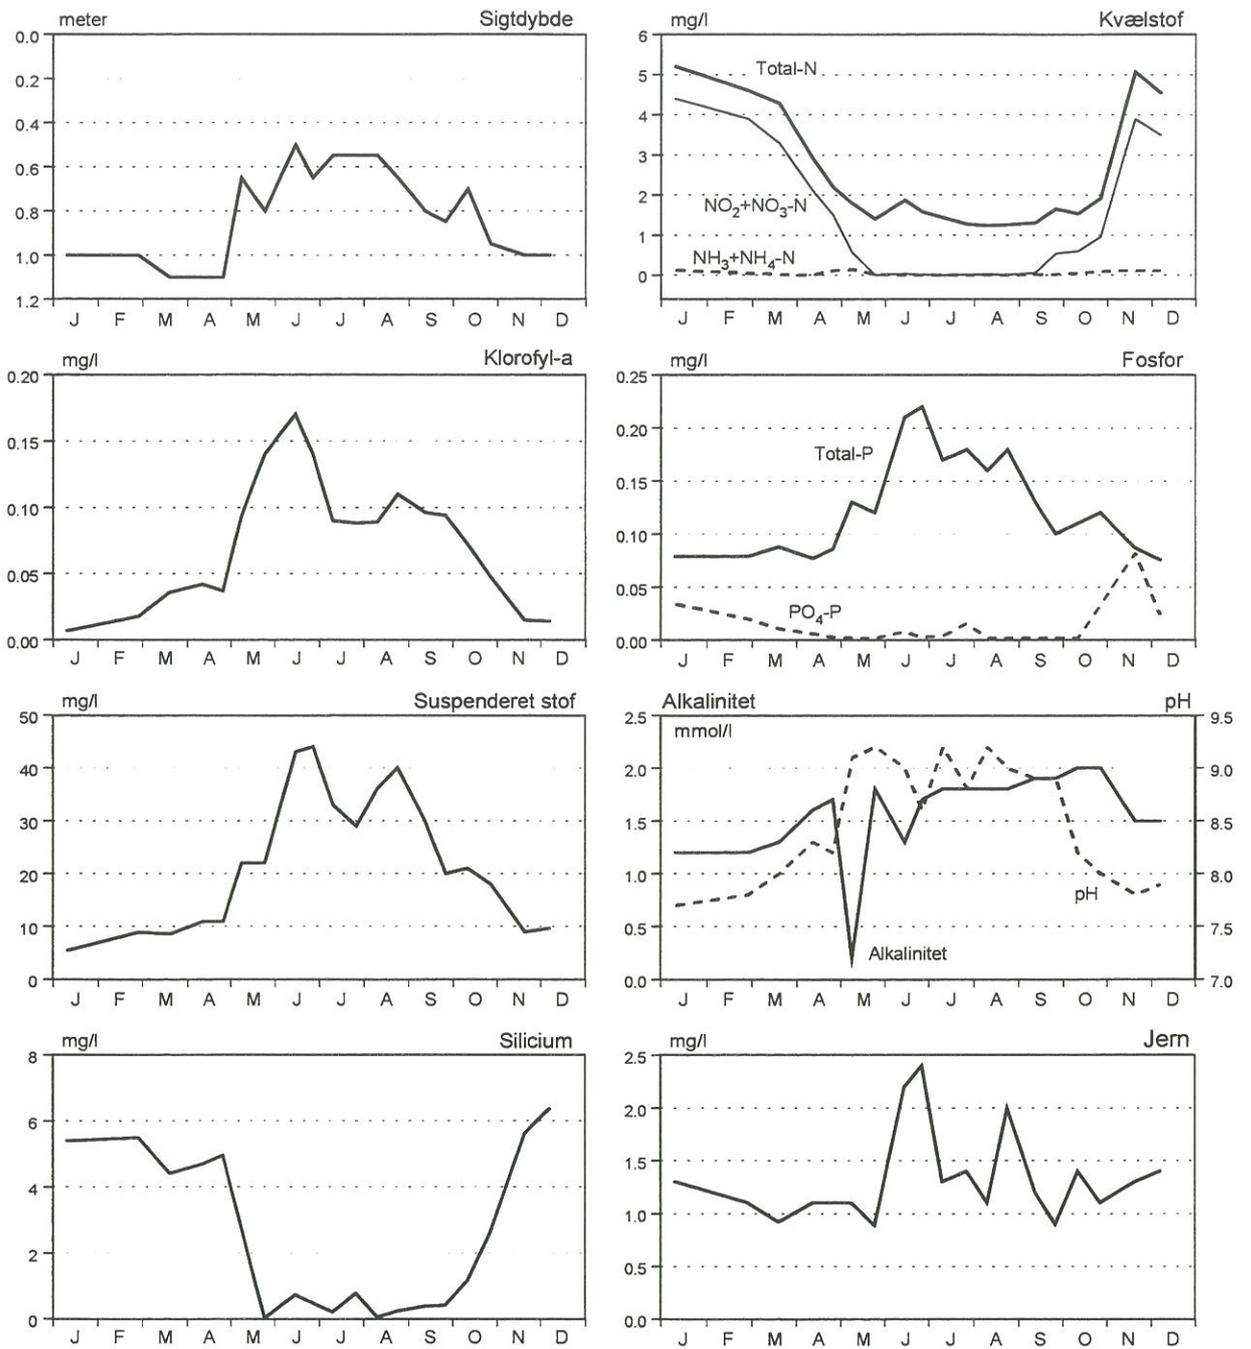 meter Sigtdybde
0.0
0.2
0.4
0.6
0.8
1.0
1.2
J F M A M J J A S O N D
mg/l Kvælstof
6
5
4
3
2
1
0
Total-N
NO2+NO3-N
NH3+NH4-N
J F M A M J J A S O N D
mg/l Klorofyl-a
0.20
0.15
0.10
0.05
0.00
J F M A M J J A S O N D
mg/l Fosfor
0.25
0.20
0.15
0.10
0.05
0.00
Total-P
PO4-P
J F M A M J J A S O N D
mg/l Suspenderet stof
50
40
30
20
10
0
J F M A M J J A S O N D
Alkalinitet pH
mmol/l
2.5
2.0
1.5
1.0
0.5
0.0
9.5
9.0
8.5
8.0
7.5
7.0
pH
Alkalinitet
J F M A M J J A S O N D
mg/l Silicium
8
6
4
2
0
J F M A M J J A S O N D
mg/l Jern
2.5
2.0
1.5
1.0
0.5
0.0
J F M A M J J A S O N D